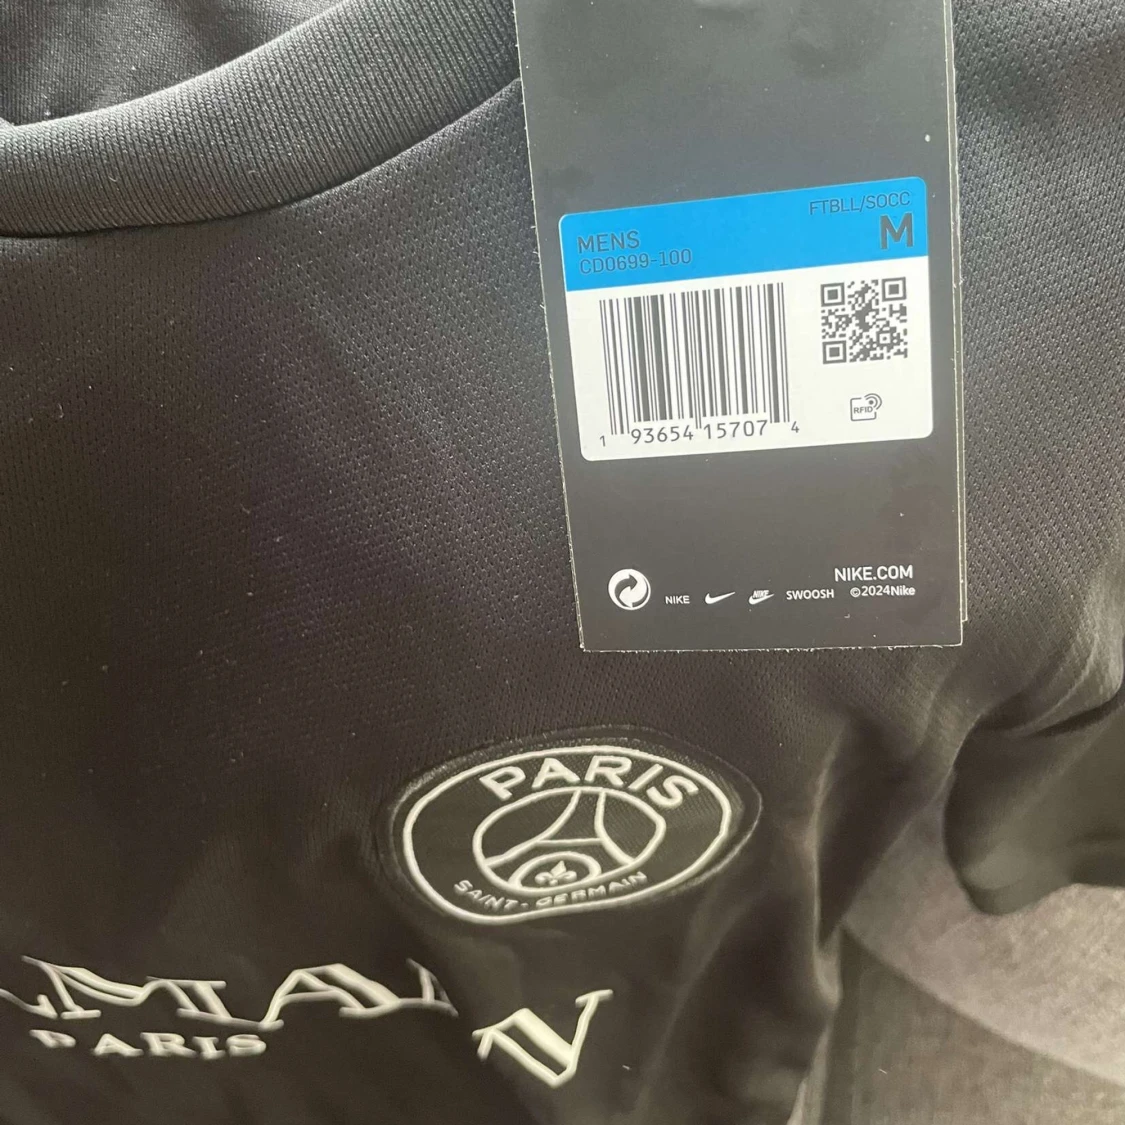 FTBLL/SOCC
MENS
M
CD0699-100
RFID
1 93654 15707 4
NIKE.COM
NIKE NIKE SWOOSH ©2024Nike
PARIS
SAINT-GERMAIN
PARIS